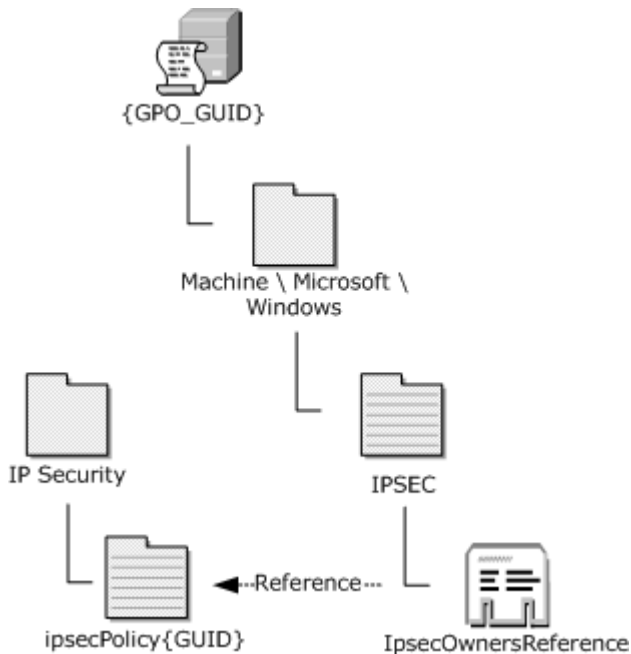 {GPO_GUID}
Machine \ Microsoft \
Windows
IP Security
IPSEC
Reference
ipsecPolicy{GUID}
IpsecOwnersReference